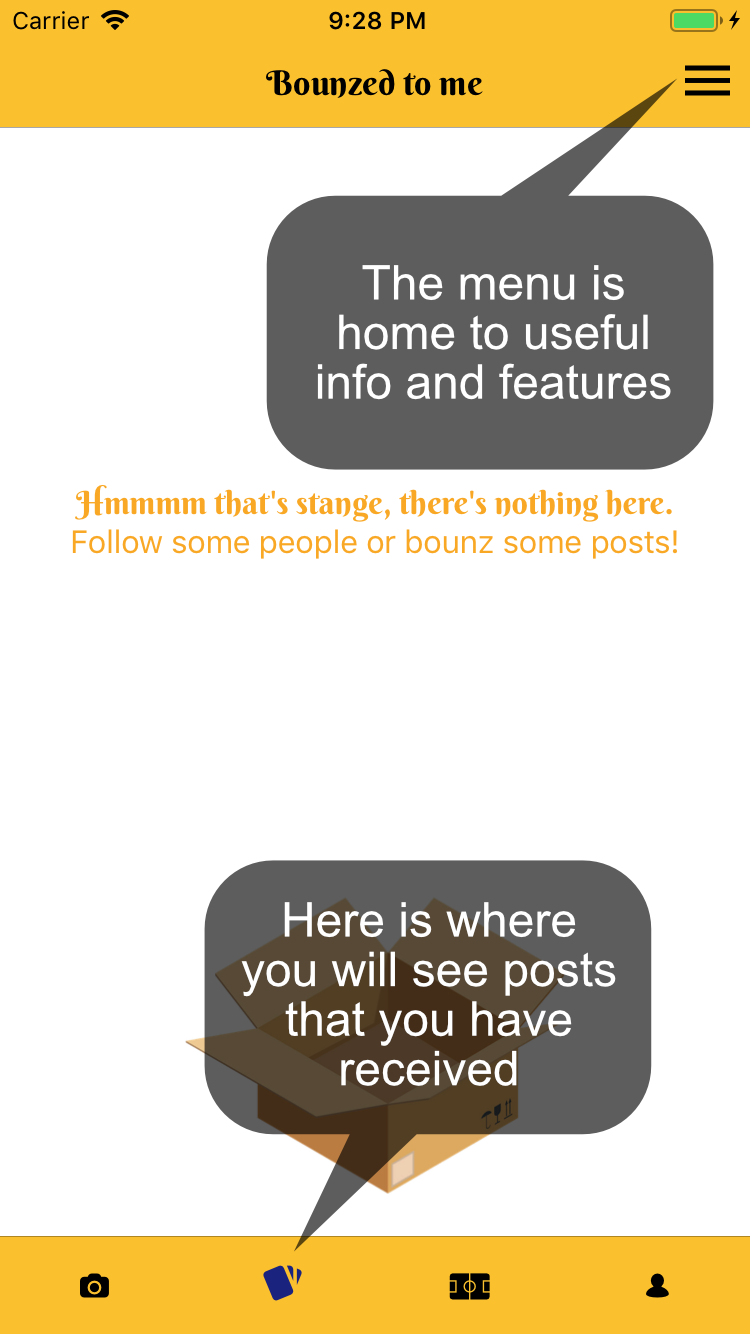 Carrier 9:28 PM
Bounzed to me
The menu is
home to useful
info and features
Hmmmm that's stange, there's nothing here.
Follow some people or bounz some posts!
Here is where
you will see posts
that you have
received